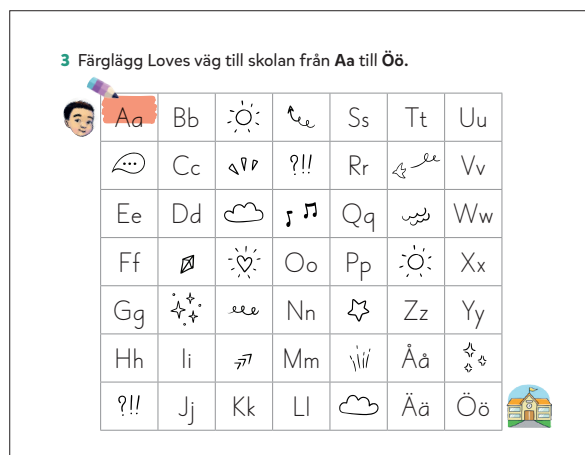 3 Färglägg Loves väg till skolan från Aa till Öö.
Aa Bb Ss Tt Uu
Cc ?!! Rr Vv
Ee Dd Qq Ww
Ff Oo Pp Xx
Gg Nn Zz Yy
Hh Ii Mm Åå
?!! Jj Kk Ll Ää Öö